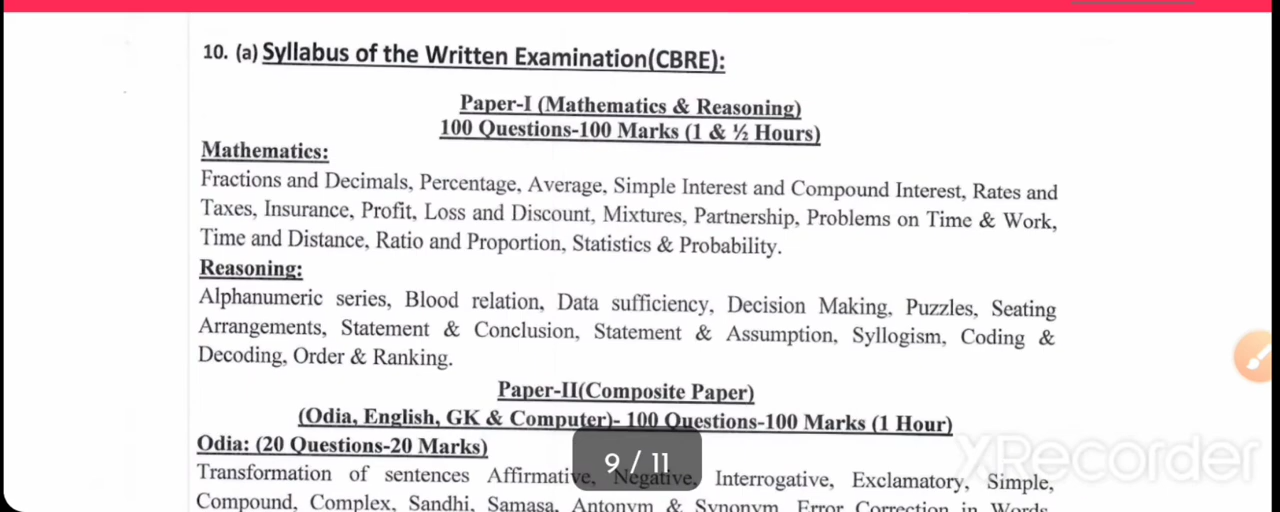 10. (a) Syllabus of the Written Examination(CBRE):
Paper-I (Mathematics & Reasoning)
100 Questions-100 Marks (1 & ½ Hours)
Mathematics:
Fractions and Decimals, Percentage, Average, Simple Interest and Compound Interest, Rates and
Taxes, Insurance, Profit, Loss and Discount, Mixtures, Partnership, Problems on Time & Work,
Time and Distance, Ratio and Proportion, Statistics & Probability.
Reasoning:
Alphanumeric series, Blood relation, Data sufficiency, Decision Making, Puzzles, Seating
Arrangements, Statement & Conclusion, Statement & Assumption, Syllogism, Coding &
Decoding, Order & Ranking.
Paper-II(Composite Paper)
(Odia, English, GK & Computer)- 100 Questions-100 Marks (1 Hour)
Odia: (20 Questions-20 Marks)
9 / 11
XRecorder
Transformation of sentences Affirmative, Negative, Interrogative, Exclamatory, Simple,
Compound, Complex, Sandhi, Samasa, Antonym & Synonym, Error Correction in Words,